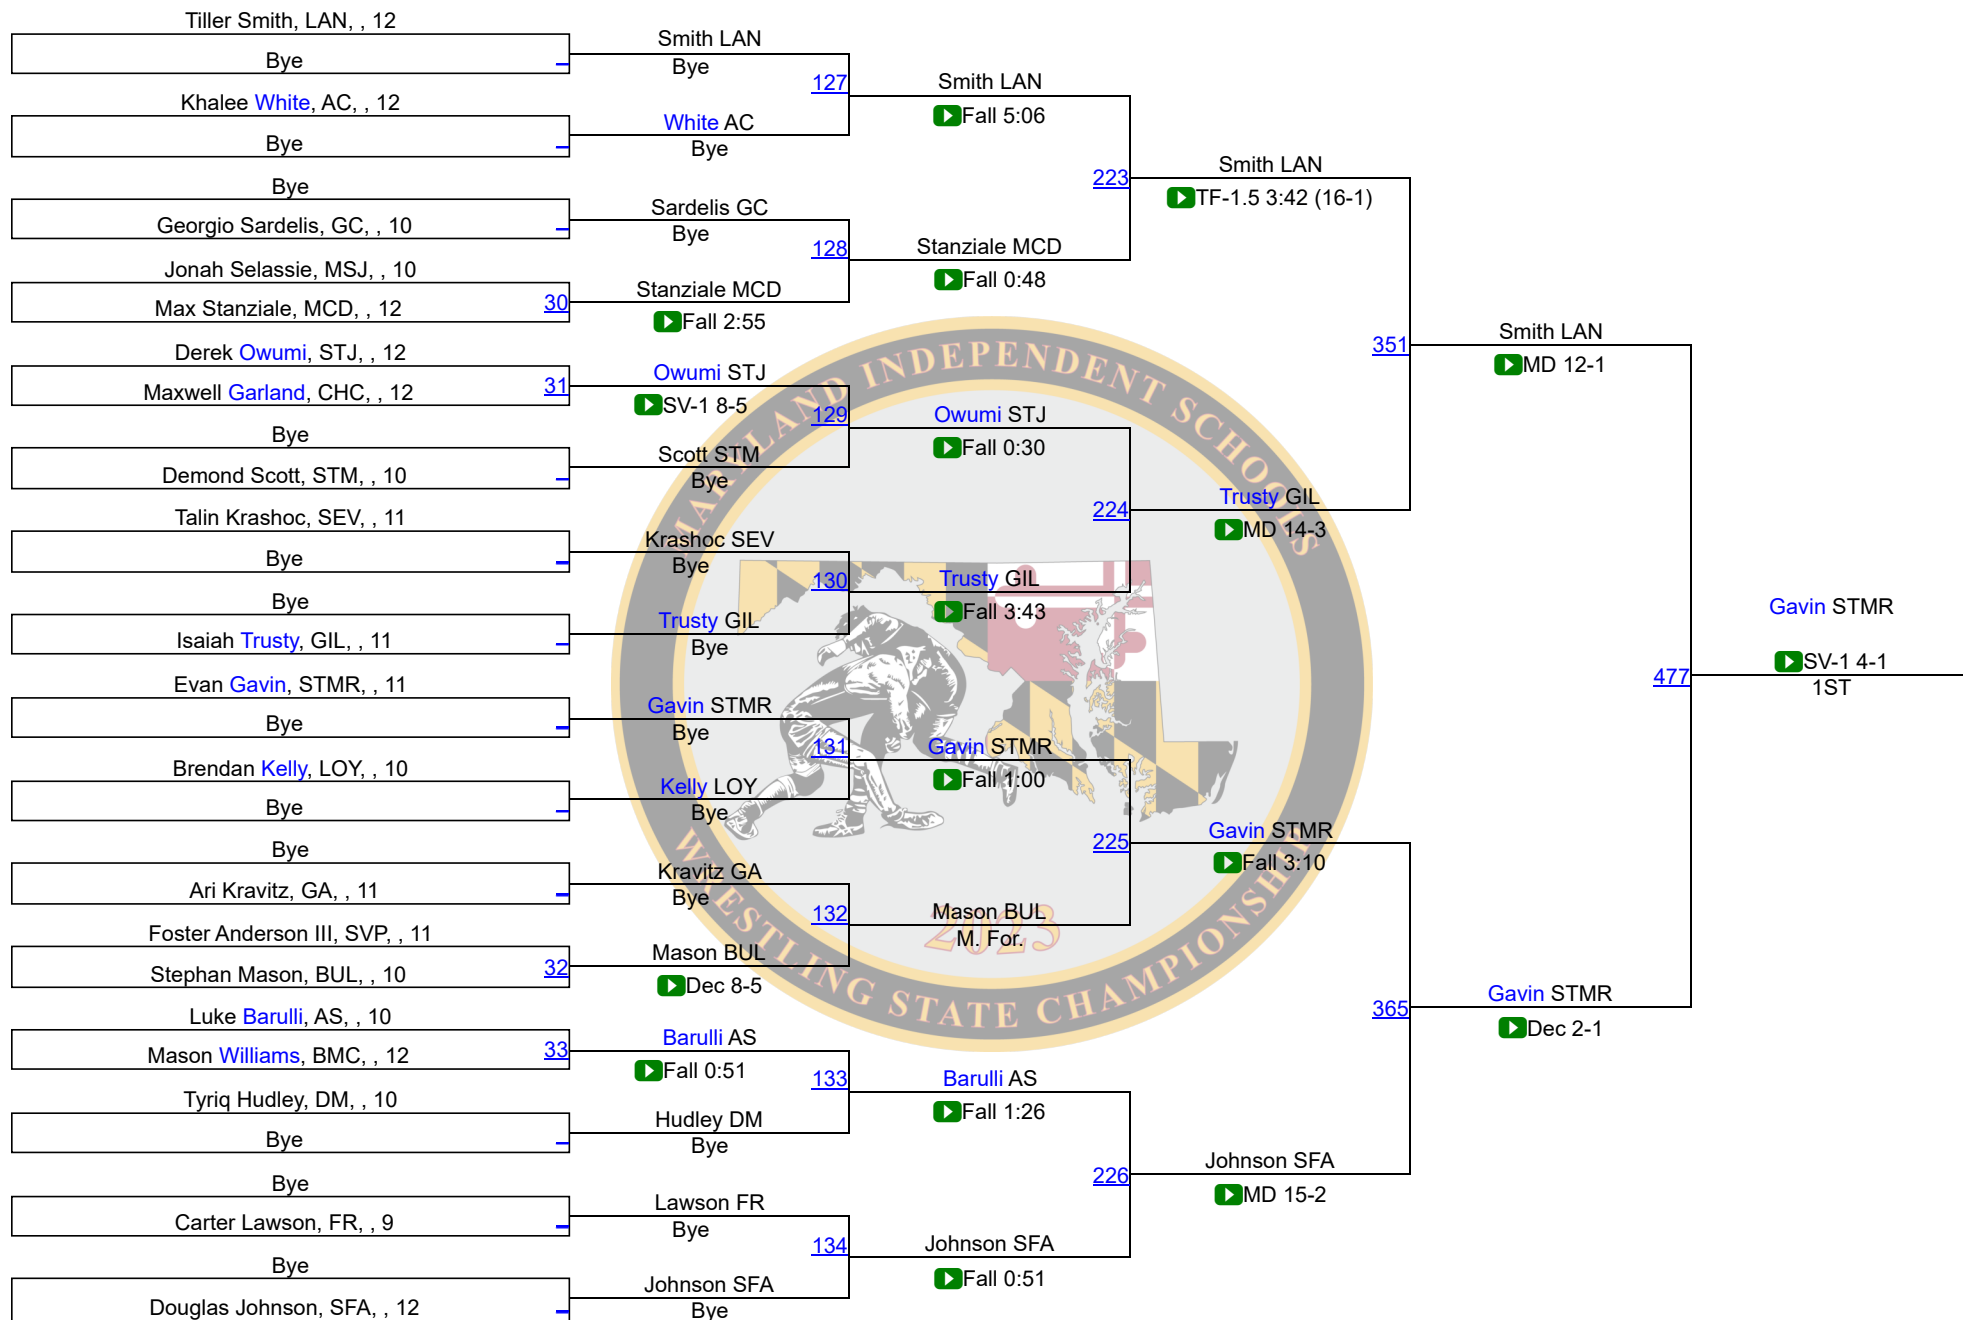 Tiller Smith, LAN, , 12
Bye
Khalee White, AC, , 12
Bye
Bye
Georgio Sardelis, GC, , 10
Jonah Selassie, MSJ, , 10
Max Stanziale, MCD, , 12
30
Derek Owumi, STJ, , 12
Maxwell Garland, CHC, , 12
31
Bye
Demond Scott, STM, , 10
Talin Krashoc, SEV, , 11
Bye
Bye
Isaiah Trusty, GIL, , 11
Evan Gavin, STMR, , 11
Bye
Brendan Kelly, LOY, , 10
Bye
Bye
Ari Kravitz, GA, , 11
Foster Anderson III, SVP, , 11
Stephan Mason, BUL, , 10
32
Luke Barulli, AS, , 10
Mason Williams, BMC, , 12
33
Tyriq Hudley, DM, , 10
Bye
Bye
Carter Lawson, FR, , 9
Bye
Douglas Johnson, SFA, , 12
Smith LAN
Bye
127
White AC
Bye
Sardelis GC
Bye
128
Stanziale MCD
Fall 2:55
Owumi STJ
SV-1 8-5
129
Scott STM
Bye
Krashoc SEV
Bye
130
Trusty GIL
Bye
Gavin STMR
Bye
131
Kelly LOY
Bye
Kravitz GA
Bye
132
Mason BUL
Dec 8-5
Barulli AS
Fall 0:51
133
Hudley DM
Bye
Lawson FR
Bye
134
Johnson SFA
Bye
Smith LAN
Fall 5:06
223
Stanziale MCD
Fall 0:48
Owumi STJ
Fall 0:30
224
Trusty GIL
Fall 3:43
Gavin STMR
Fall 1:00
225
Mason BUL
M. For.
Barulli AS
Fall 1:26
226
Johnson SFA
Fall 0:51
Smith LAN
TF-1.5 3:42 (16-1)
351
Trusty GIL
MD 14-3
Gavin STMR
Fall 3:10
365
Johnson SFA
MD 15-2
Smith LAN
MD 12-1
477
Gavin STMR
Dec 2-1
Gavin STMR
SV-1 4-1
1ST
MARYLAND INDEPENDENT SCHOOLS
WRESTLING STATE CHAMPIONSHIP
2023